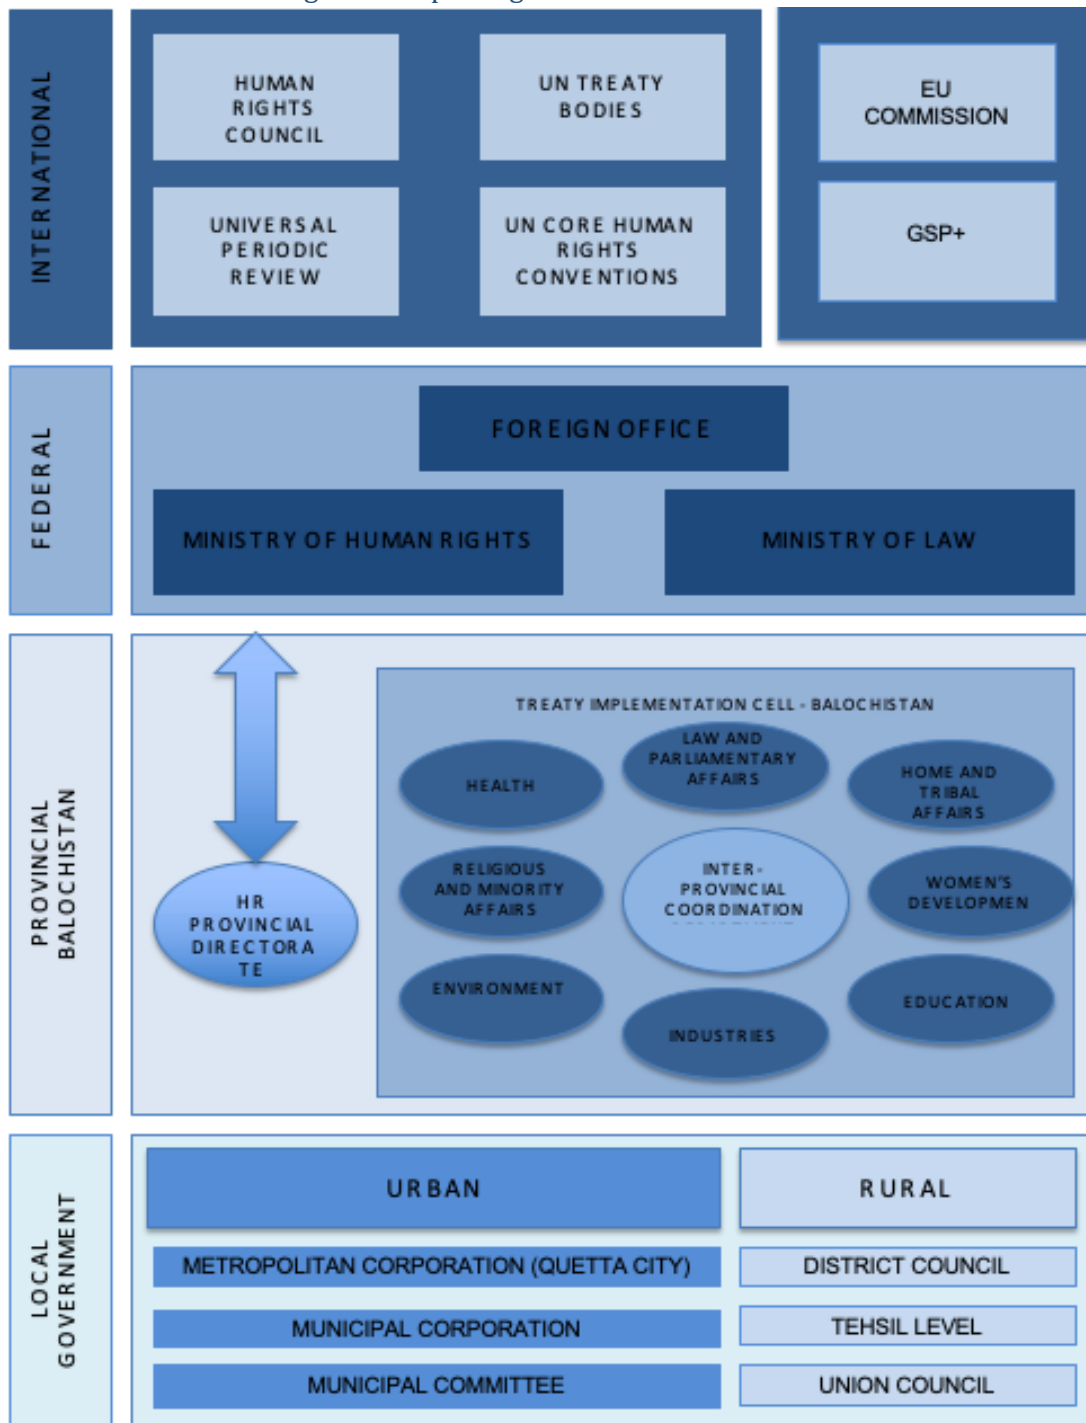 INTERNATIONAL
HUMAN
RIGHTS
COUNCIL
UN TREATY
BODIES
EU
COMMISSION
UNIVERSAL
PERIODIC
REVIEW
UN CORE HUMAN
RIGHTS
CONVENTIONS
GSP+
FEDERAL
FOREIGN OFFICE
MINISTRY OF HUMAN RIGHTS
MINISTRY OF LAW
PROVINCIAL
BALOCHISTAN
HR
PROVINCIAL
DIRECTORA
TE
TREATY IMPLEMENTATION CELL - BALOCHISTAN
LAW AND
PARLIAMENTARY
AFFAIRS
HEALTH
HOME AND
TRIBAL
AFFAIRS
RELIGIOUS
AND MINORITY
AFFAIRS
INTER-
PROVINCIAL
COORDINATION
WOMEN'S
DEVELOPMEN
ENVIRONMENT
INDUSTRIES
EDUCATION
LOCAL
GOVERNMENT
URBAN
RURAL
METROPOLITAN CORPORATION (QUETTA CITY)
DISTRICT COUNCIL
MUNICIPAL CORPORATION
TEHSIL LEVEL
MUNICIPAL COMMITTEE
UNION COUNCIL